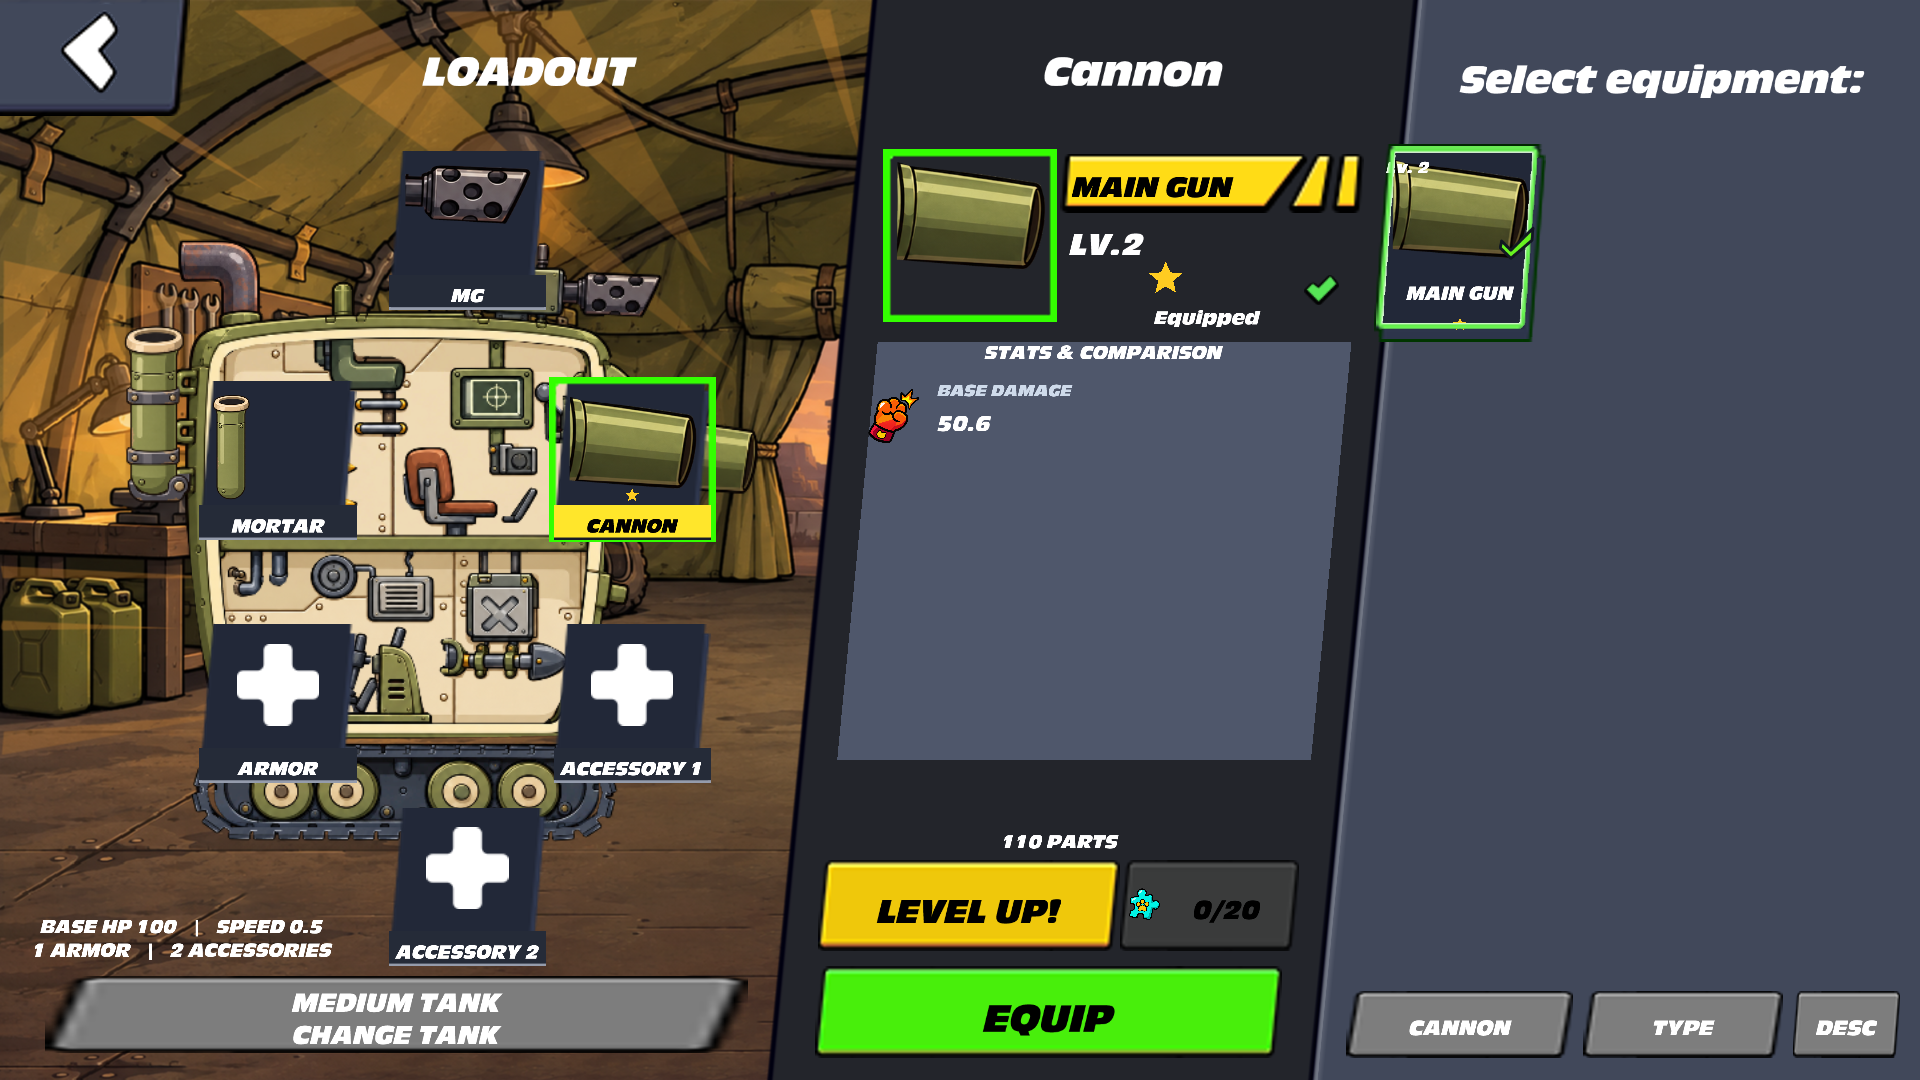 LOADOUT
MG
MORTAR
CANNON
ARMOR
ACCESSORY 1
ACCESSORY 2
BASE HP 100 | SPEED 0.5
1 ARMOR | 2 ACCESSORIES
MEDIUM TANK
CHANGE TANK
Cannon
MAIN GUN
LV.2
Equipped
STATS & COMPARISON
BASE DAMAGE
50.6
110 PARTS
LEVEL UP!
0/20
EQUIP
Select equipment:
Lv. 2
MAIN GUN
CANNON
TYPE
DESC